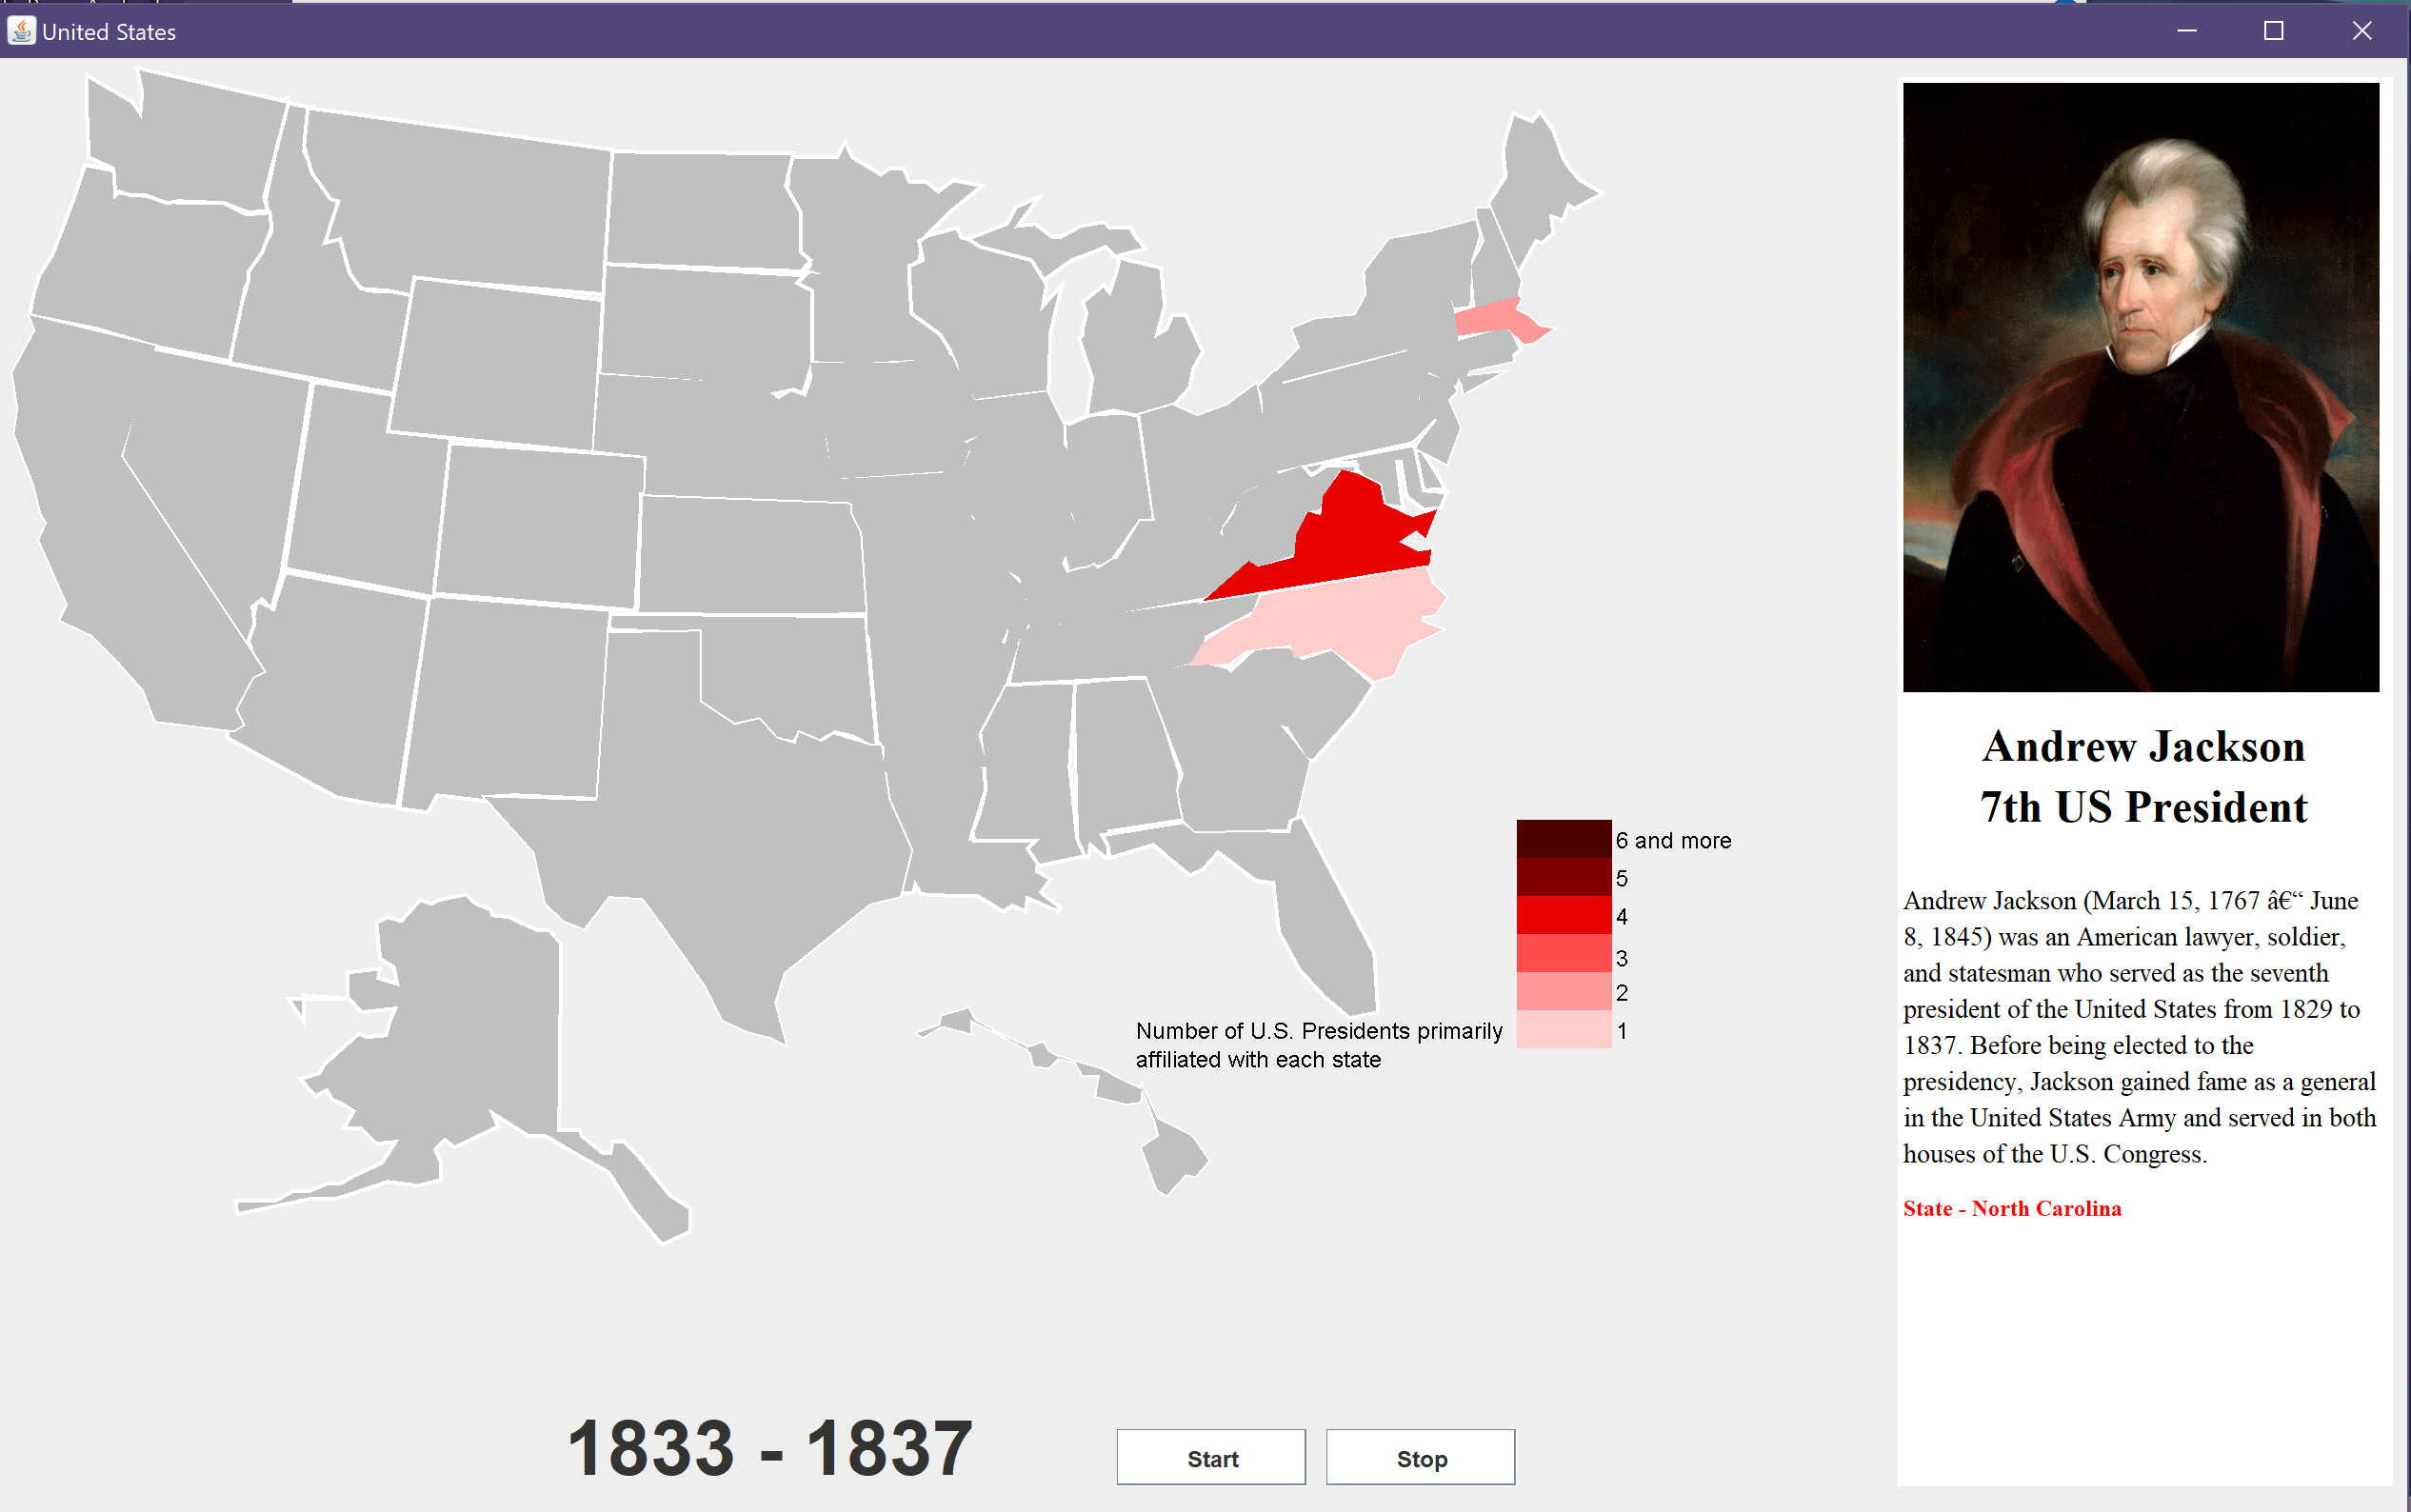 United States
Andrew Jackson
7th US President
Andrew Jackson (March 15, 1767 â€“ June
8, 1845) was an American lawyer, soldier,
and statesman who served as the seventh
president of the United States from 1829 to
1837. Before being elected to the
presidency, Jackson gained fame as a general
in the United States Army and served in both
houses of the U.S. Congress.
State - North Carolina
6 and more
5
4
3
2
1
Number of U.S. Presidents primarily
affiliated with each state
1833 - 1837
Start
Stop